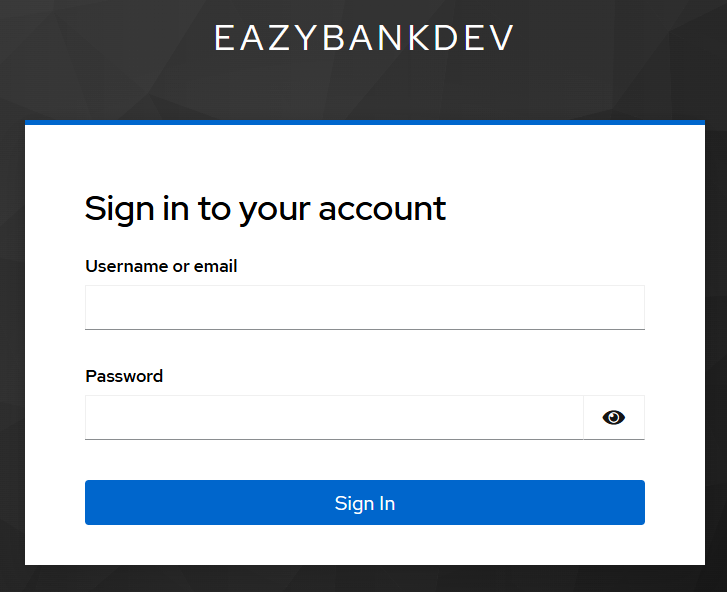 EAZYBANKDEV
Sign in to your account
Username or email
Password
Sign In